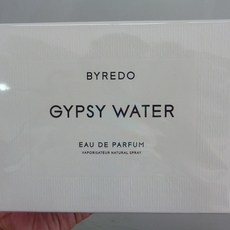 BYREDO
GYPSY WATER
EAU DE PARFUM
VAPORISATEUR NATURAL SPRAY